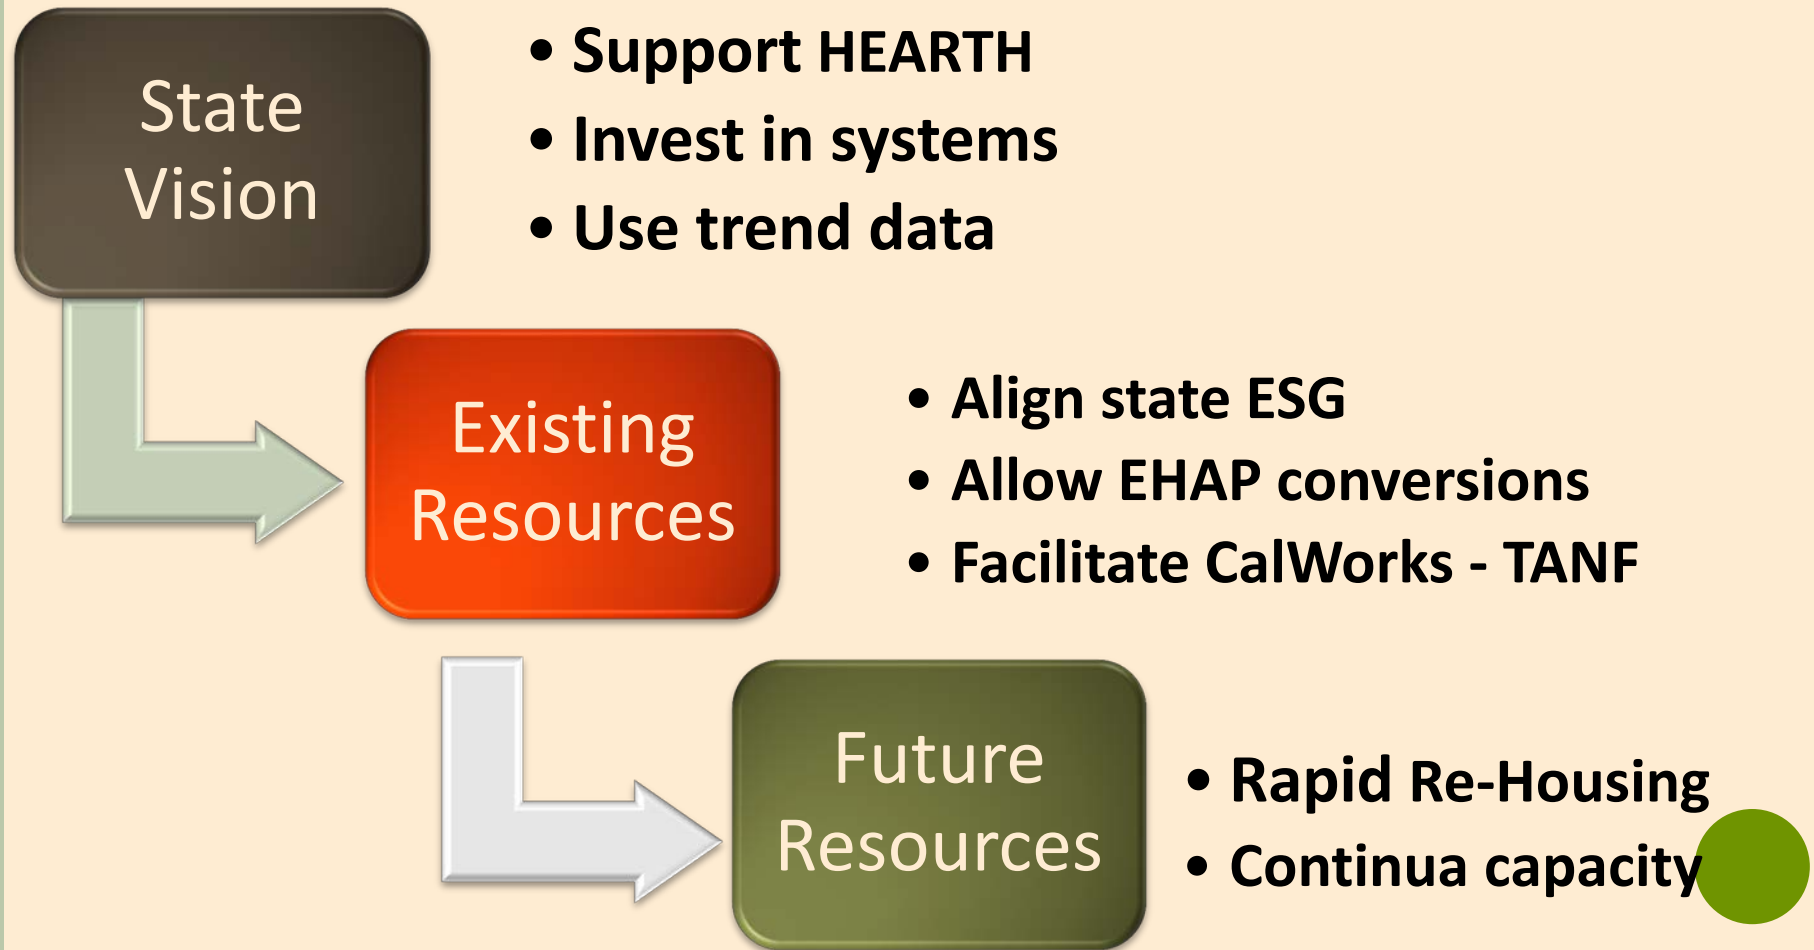 State
Vision
• Support HEARTH
• Invest in systems
• Use trend data
Existing
Resources
• Align state ESG
• Allow EHAP conversions
• Facilitate CalWorks - TANF
Future
Resources
• Rapid Re-Housing
• Continua capacity